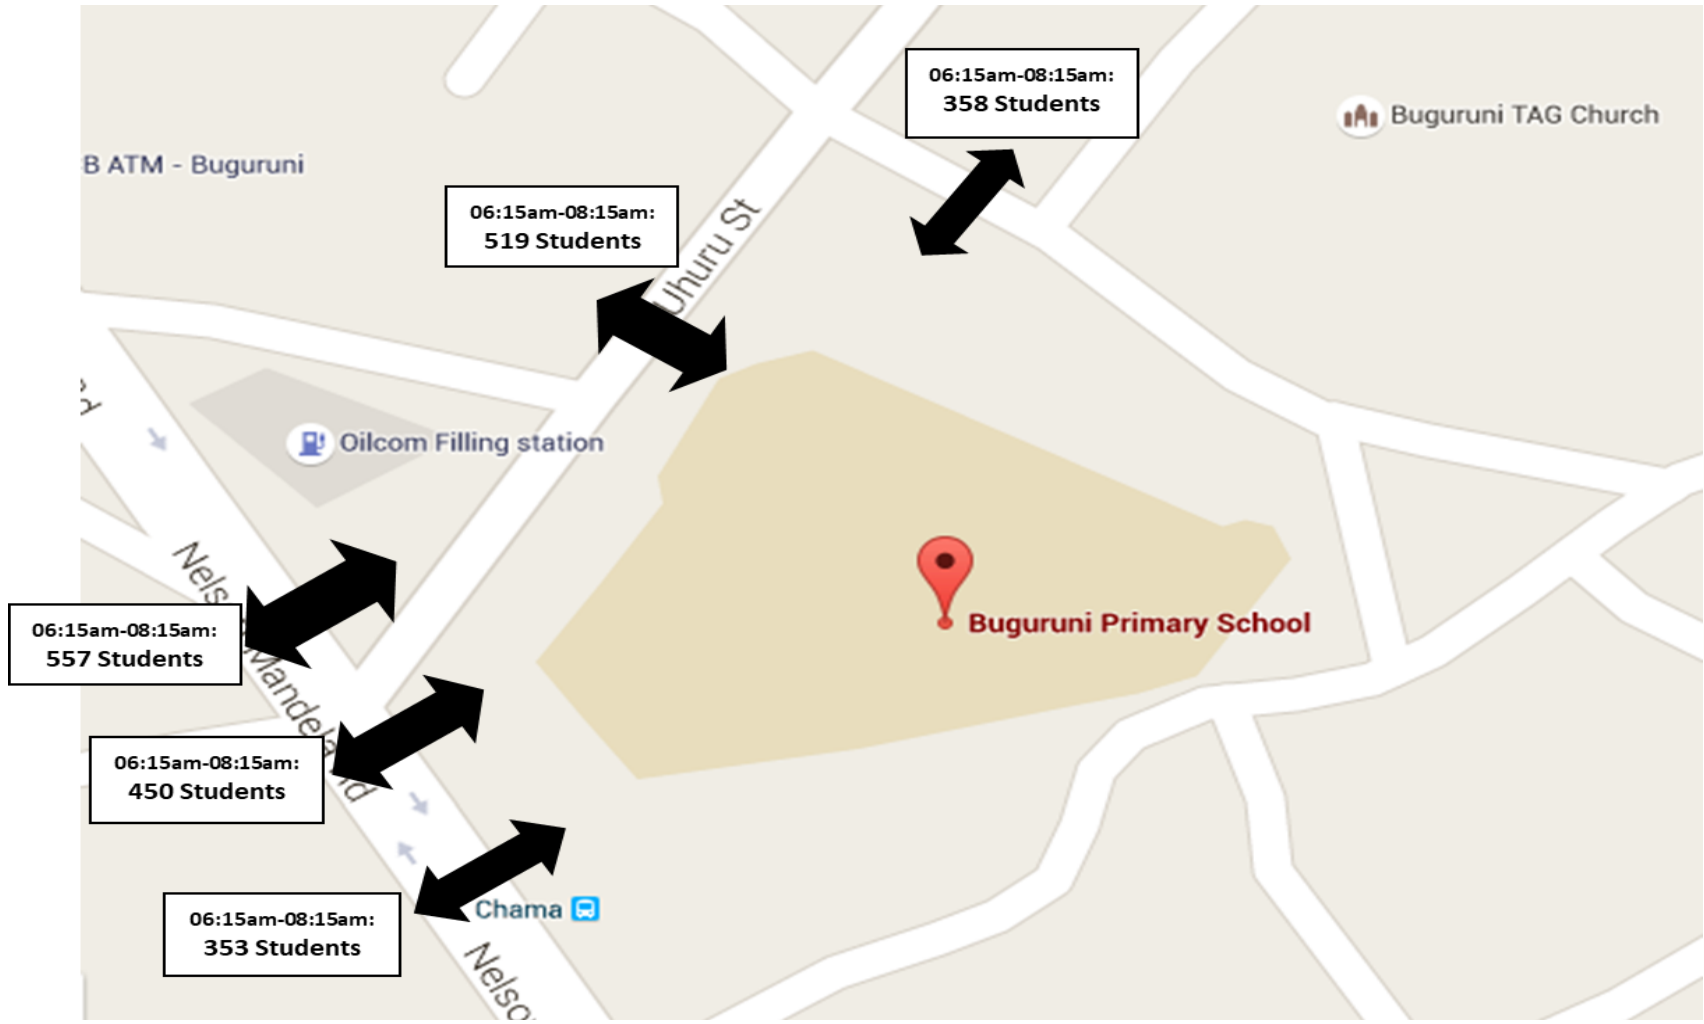 06:15am-08:15am:
358 Students
Buguruni TAG Church
B ATM - Buguruni
06:15am-08:15am:
519 Students
Uhuru St
Oilcom Filling station
Buguruni Primary School
06:15am-08:15am:
557 Students
Mandela Rd
06:15am-08:15am:
450 Students
06:15am-08:15am:
353 Students
Chama